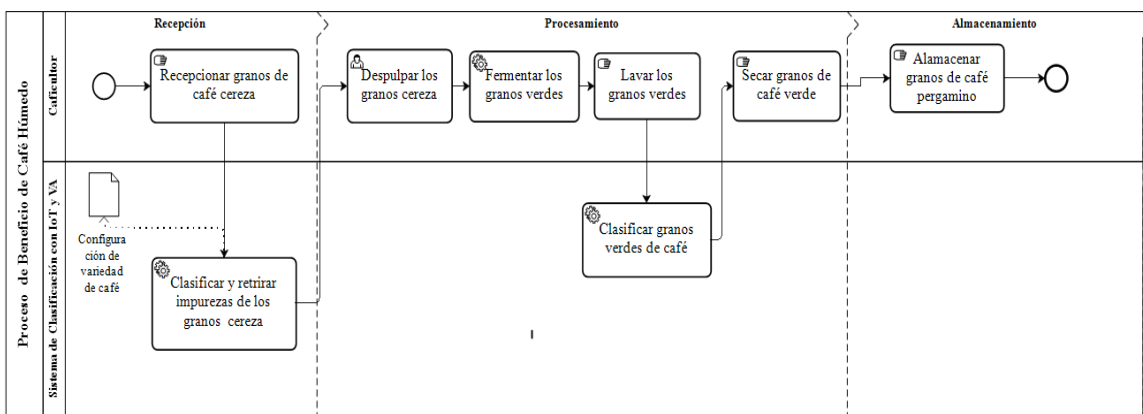 Proceso de Beneficio de Café Húmedo
Recepción
Procesamiento
Almacenamiento
Caficultor
Recepcionar granos de
café cereza
Despulpar los
granos cereza
Fermentar los
granos verdes
Lavar los
granos verdes
Secar granos de
café verde
Alamacenar
granos de café
pergamino
Sistema de Clasificación con IoT y VA
Configura
ción de
variedad
de café
Clasificar y retrirar
impurezas de los
granos cereza
Clasificar granos
verdes de café